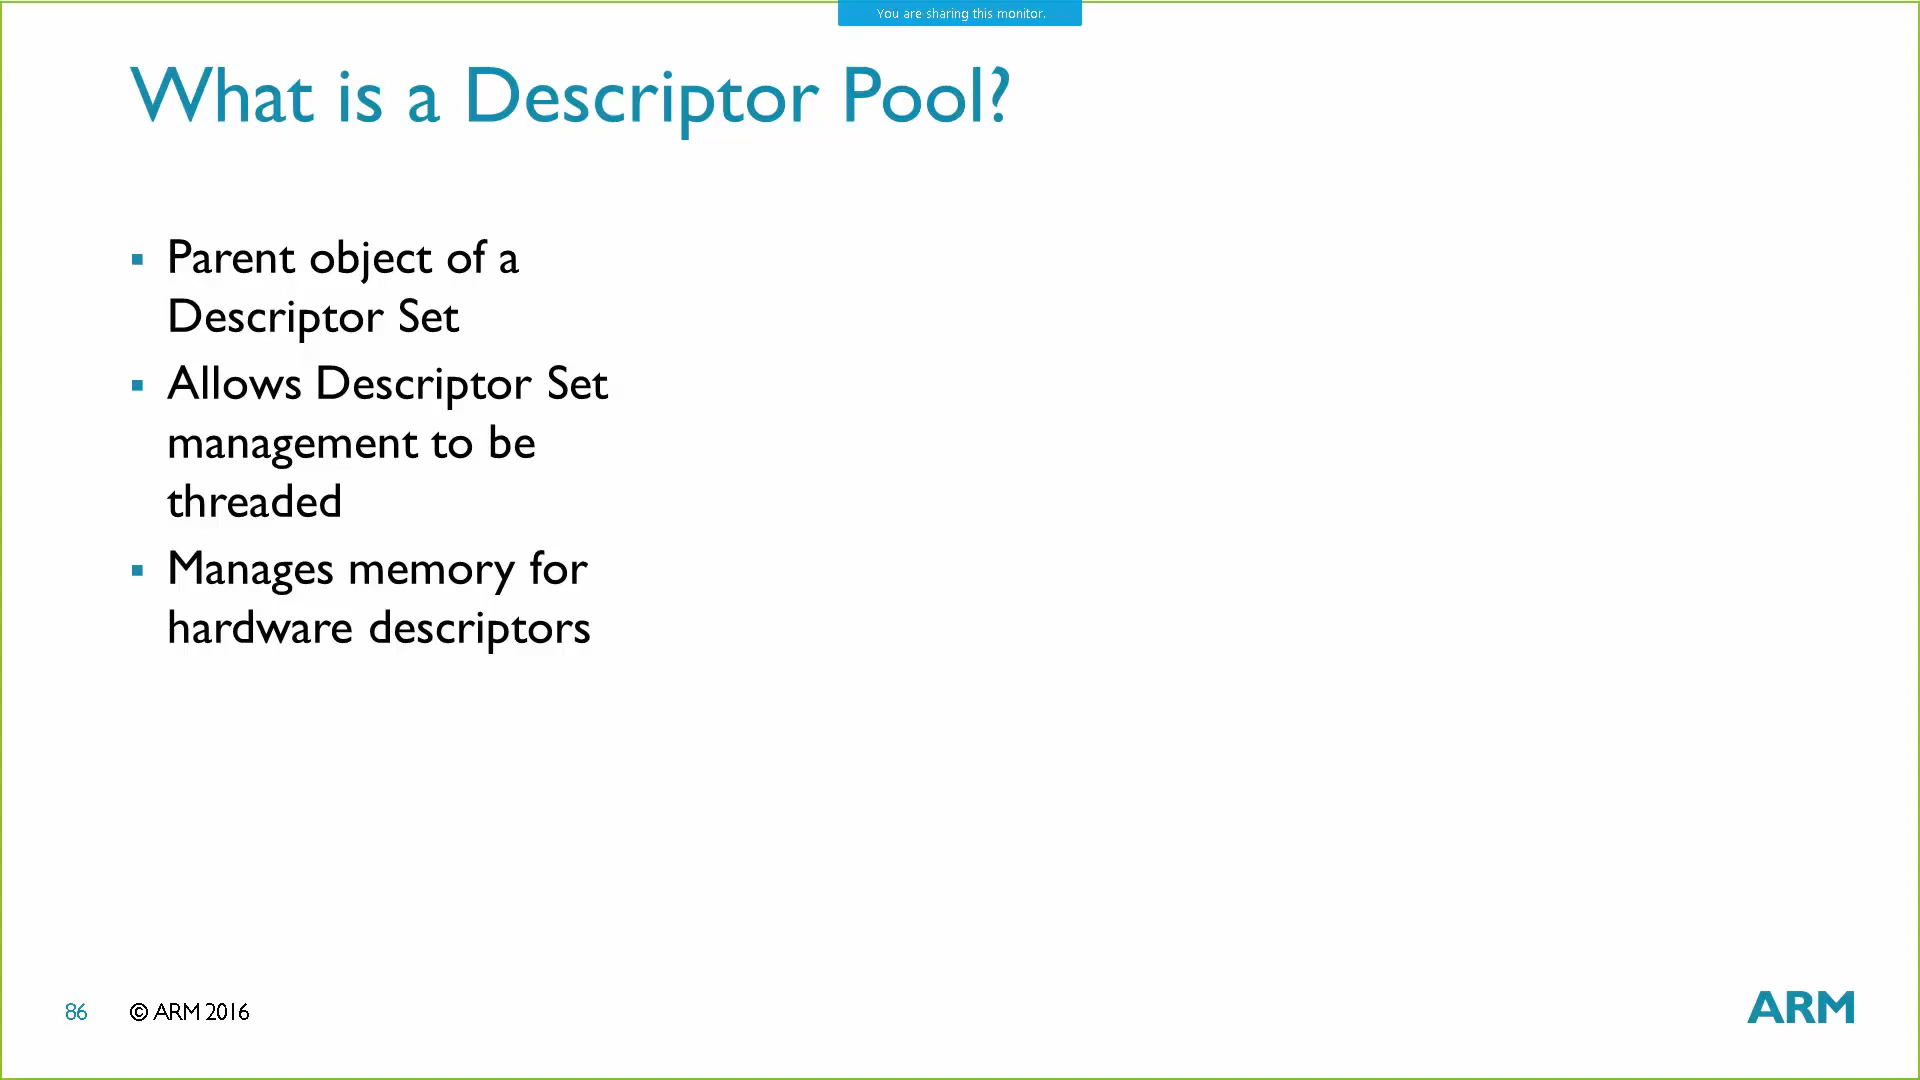 You are sharing this monitor.
What is a Descriptor Pool?
▪ Parent object of a
Descriptor Set
▪ Allows Descriptor Set
management to be
threaded
▪ Manages memory for
hardware descriptors
86 © ARM 2016
ARM